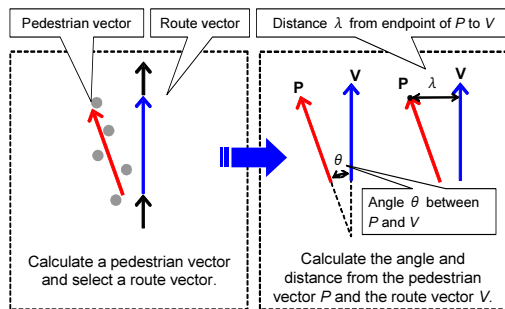 Pedestrian vector
Route vector
Distance λ from endpoint of P to V
P
V
P
λ
V
θ
Angle θ between
P and V
Calculate a pedestrian vector
and select a route vector.
Calculate the angle and
distance from the pedestrian
vector P and the route vector V.